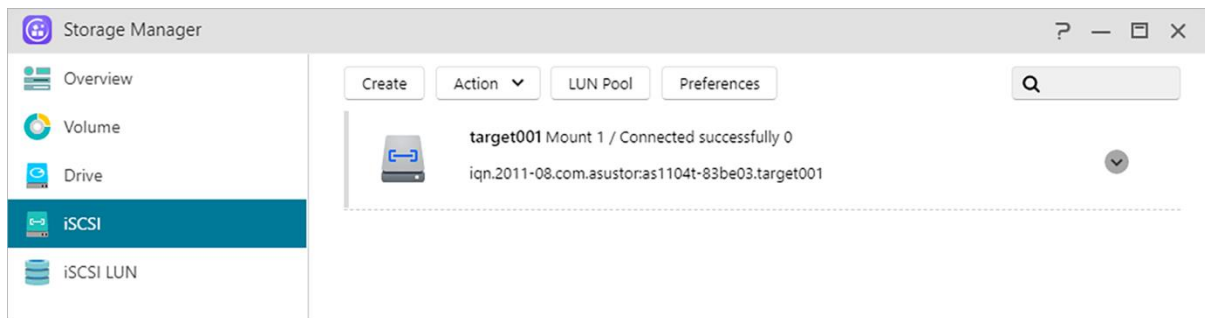 Storage Manager
Overview
Volume
Drive
iSCSI
iSCSI LUN
Create
Action
LUN Pool
Preferences
target001 Mount 1 / Connected successfully 0
iqn.2011-08.com.asustor:as1104t-83be03.target001